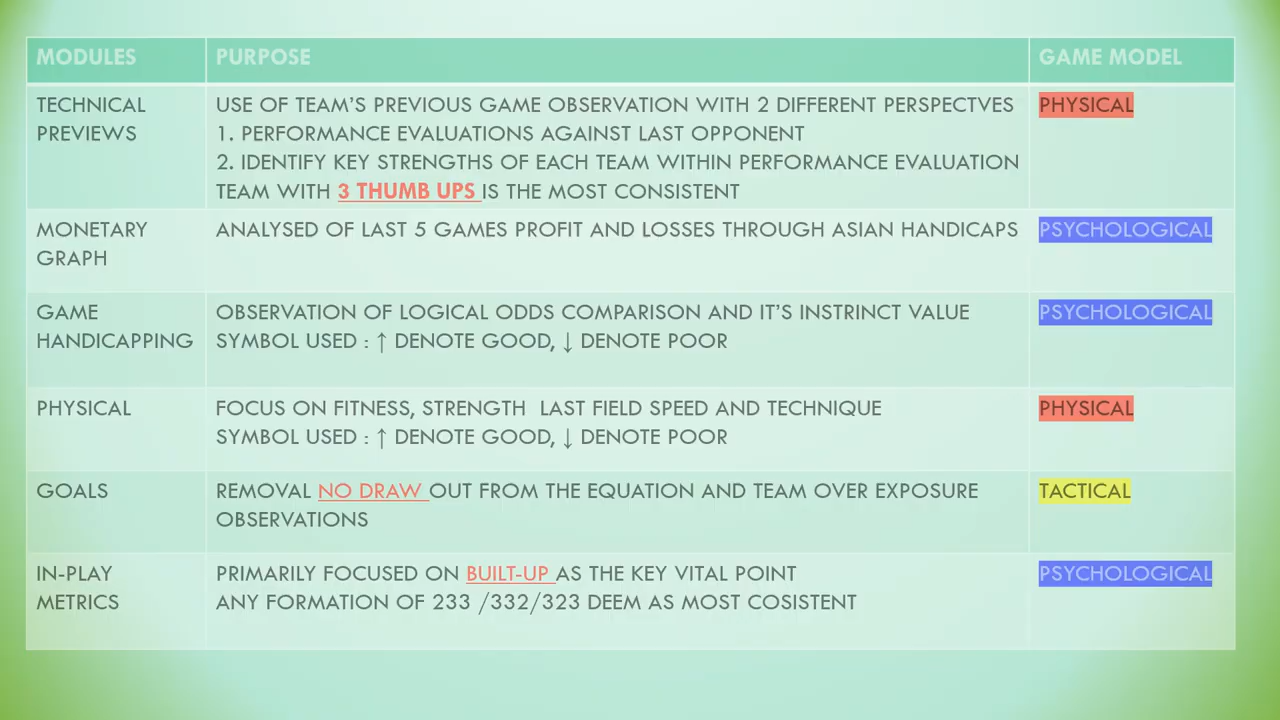 MODULES PURPOSE GAME MODEL
TECHNICAL PREVIEWS
USE OF TEAM'S PREVIOUS GAME OBSERVATION WITH 2 DIFFERENT PERSPECTVES
1. PERFORMANCE EVALUATIONS AGAINST LAST OPPONENT
2. IDENTIFY KEY STRENGTHS OF EACH TEAM WITHIN PERFORMANCE EVALUATION
TEAM WITH 3 THUMB UPS IS THE MOST CONSISTENT
PHYSICAL
MONETARY
GRAPH
ANALYSED OF LAST 5 GAMES PROFIT AND LOSSES THROUGH ASIAN HANDICAPS
PSYCHOLOGICAL
GAME
HANDICAPPING
OBSERVATION OF LOGICAL ODDS COMPARISON AND IT'S INSTRINCT VALUE
SYMBOL USED : ↑ DENOTE GOOD, ↓ DENOTE POOR
PSYCHOLOGICAL
PHYSICAL
FOCUS ON FITNESS, STRENGTH LAST FIELD SPEED AND TECHNIQUE
SYMBOL USED : ↑ DENOTE GOOD, ↓ DENOTE POOR
PHYSICAL
GOALS
REMOVAL NO DRAW OUT FROM THE EQUATION AND TEAM OVER EXPOSURE
OBSERVATIONS
TACTICAL
IN-PLAY
METRICS
PRIMARILY FOCUSED ON BUILT-UP AS THE KEY VITAL POINT
ANY FORMATION OF 233 /332/323 DEEM AS MOST COSISTENT
PSYCHOLOGICAL